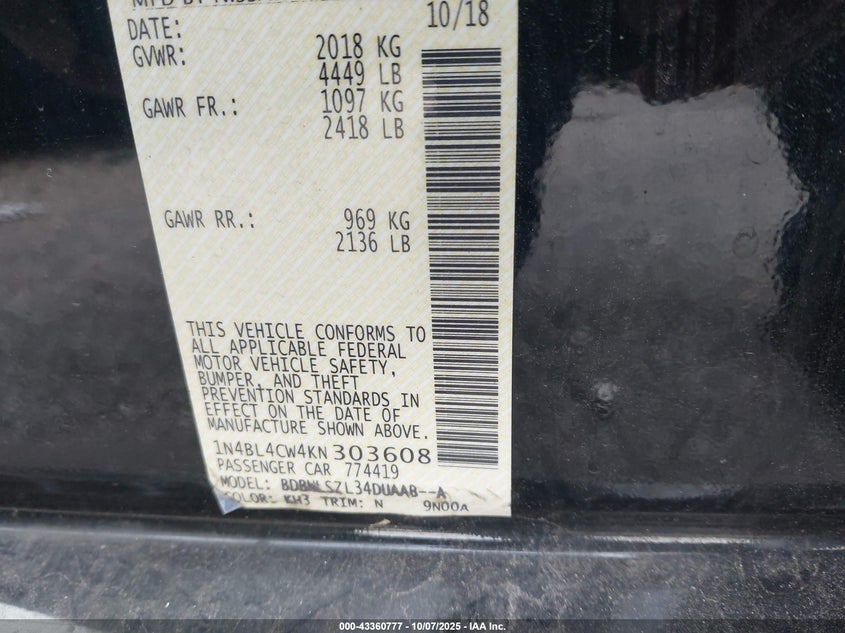 MFD BY
DATE: 10/18
GVWR: 2018 KG
4449 LB
GAWR FR.: 1097 KG
2418 LB
GAWR RR.: 969 KG
2136 LB
THIS VEHICLE CONFORMS TO
ALL APPLICABLE FEDERAL
MOTOR VEHICLE SAFETY,
BUMPER, AND THEFT
PREVENTION STANDARDS IN
EFFECT ON THE DATE OF
MANUFACTURE SHOWN ABOVE.
1N4BL4CW4KN303608
PASSENGER CAR 774419
MODEL:
COLOR: KH3 TRIM: N 9N00A
000-43360777 - 10/07/2025 - IAA Inc.